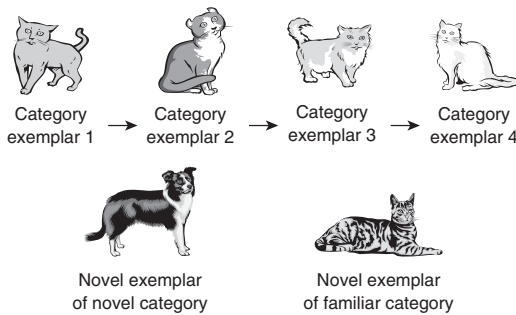 Category
exemplar 1
Category
exemplar 2
Category
exemplar 3
Category
exemplar 4
Novel exemplar
of novel category
Novel exemplar
of familiar category